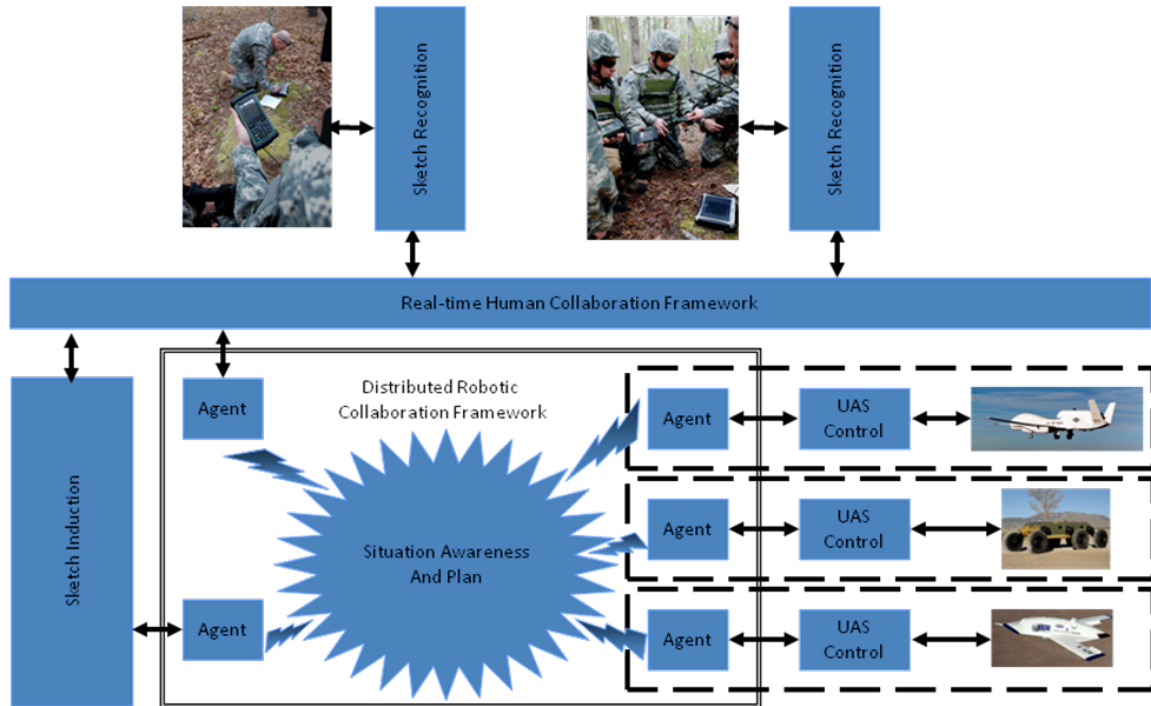 Sketch Recognition
Sketch Recognition
Real-time Human Collaboration Framework
Sketch Induction
Agent
Distributed Robotic
Collaboration Framework
Agent
UAS
Control
Situation Awareness
And Plan
Agent
UAS
Control
Agent
Agent
UAS
Control